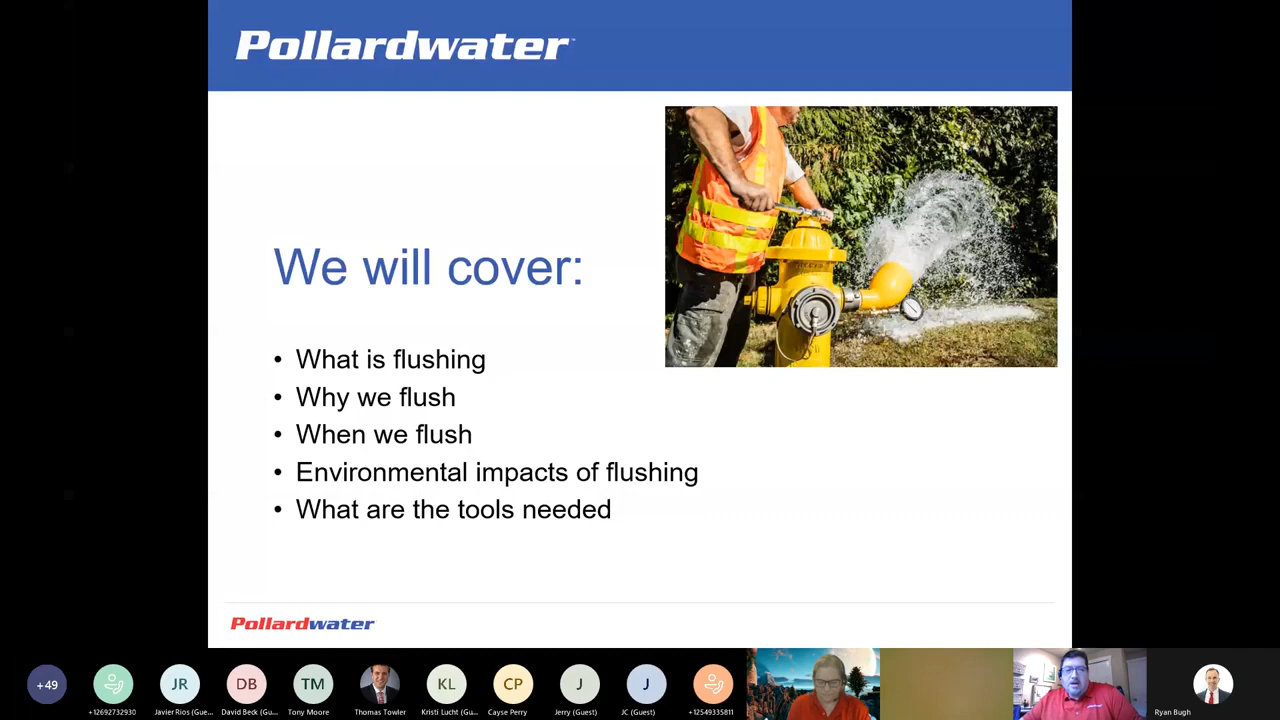 Pollardwater™
We will cover:
• What is flushing
• Why we flush
• When we flush
• Environmental impacts of flushing
• What are the tools needed
Pollardwater
+49
JR
DB
TM
KL
CP
J
J
+12692732930
Javier Rios (Gue...
David Beck (Gu...
Tony Moore
Thomas Towler
Kristi Lucht (Gu...
Cayse Perry
Jerry (Guest)
JC (Guest)
+12549335811
Ryan Bugh